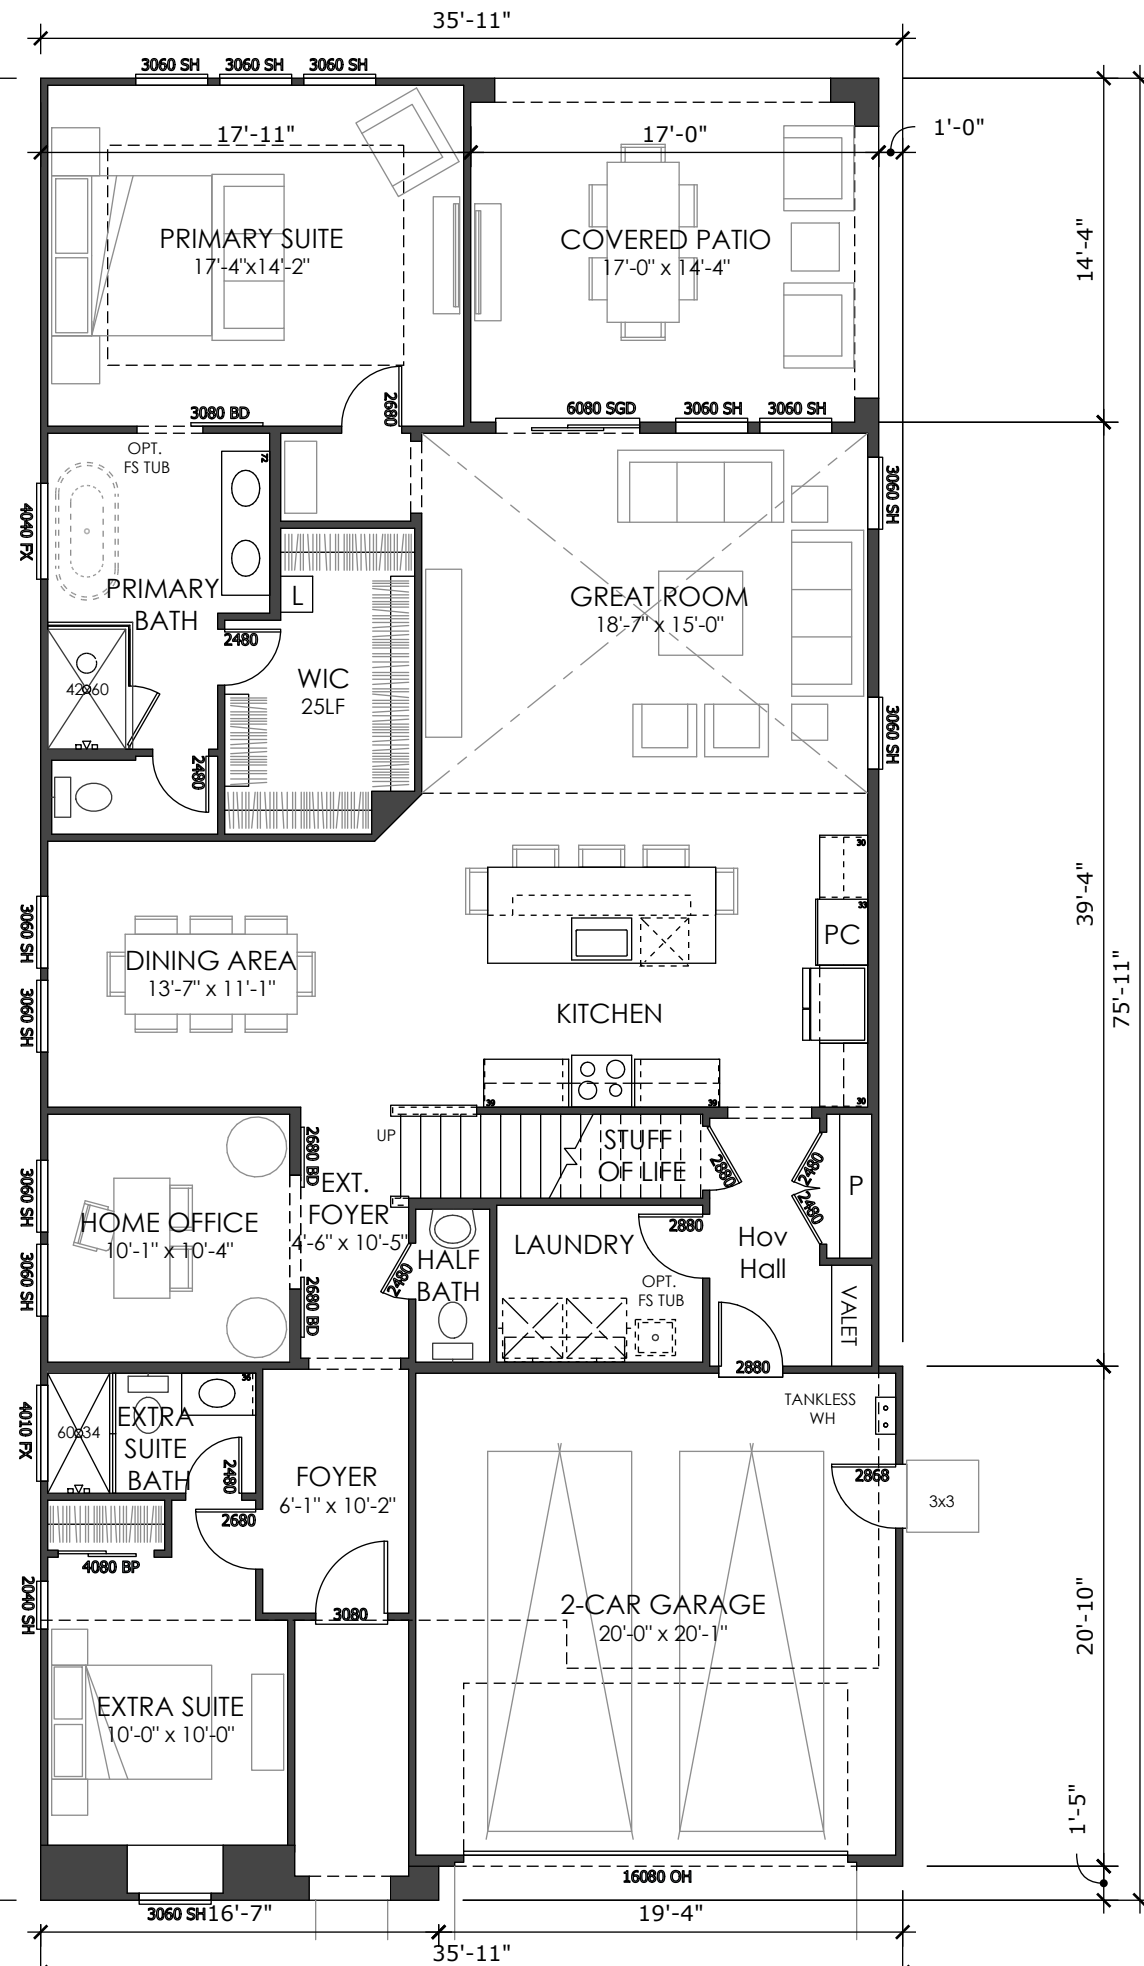 35'-11"
3060 SH
3060 SH
3060 SH
17'-11"
17'-0"
1'-0"
PRIMARY SUITE
17'-4"x14'-2"
COVERED PATIO
17'-0" x 14'-4"
14'-4"
3080 BD
2680
6080 SGD
3060 SH
3060 SH
OPT.
FS TUB
72
4040 FX
3060 SH
PRIMARY
BATH
L
GREAT ROOM
18'-7" x 15'-0"
2480
WIC
25LF
42x60
3060 SH
2480
30
39'-4"
33
PC
3060 SH
DINING AREA
13'-7" x 11'-1"
75'-11"
3060 SH
KITCHEN
39
39
30
UP
2680 BD
STUFF
OF LIFE
2880
2480
P
3060 SH
EXT.
FOYER
4'-6" x 10'-5"
HOME OFFICE
10'-1" x 10'-4"
2480
2880
LAUNDRY
Hov
Hall
HALF
BATH
2480
3060 SH
2680 BD
OPT.
FS TUB
VALET
2880
36
TANKLESS
WH
4010 FX
60x34
EXTRA
SUITE
BATH
2480
FOYER
6'-1" x 10'-2"
2868
3x3
2680
4080 BP
2040 SH
3080
2-CAR GARAGE
20'-0" x 20'-1"
20'-10"
EXTRA SUITE
10'-0" x 10'-0"
1'-5"
16080 OH
3060 SH
16'-7"
19'-4"
35'-11"